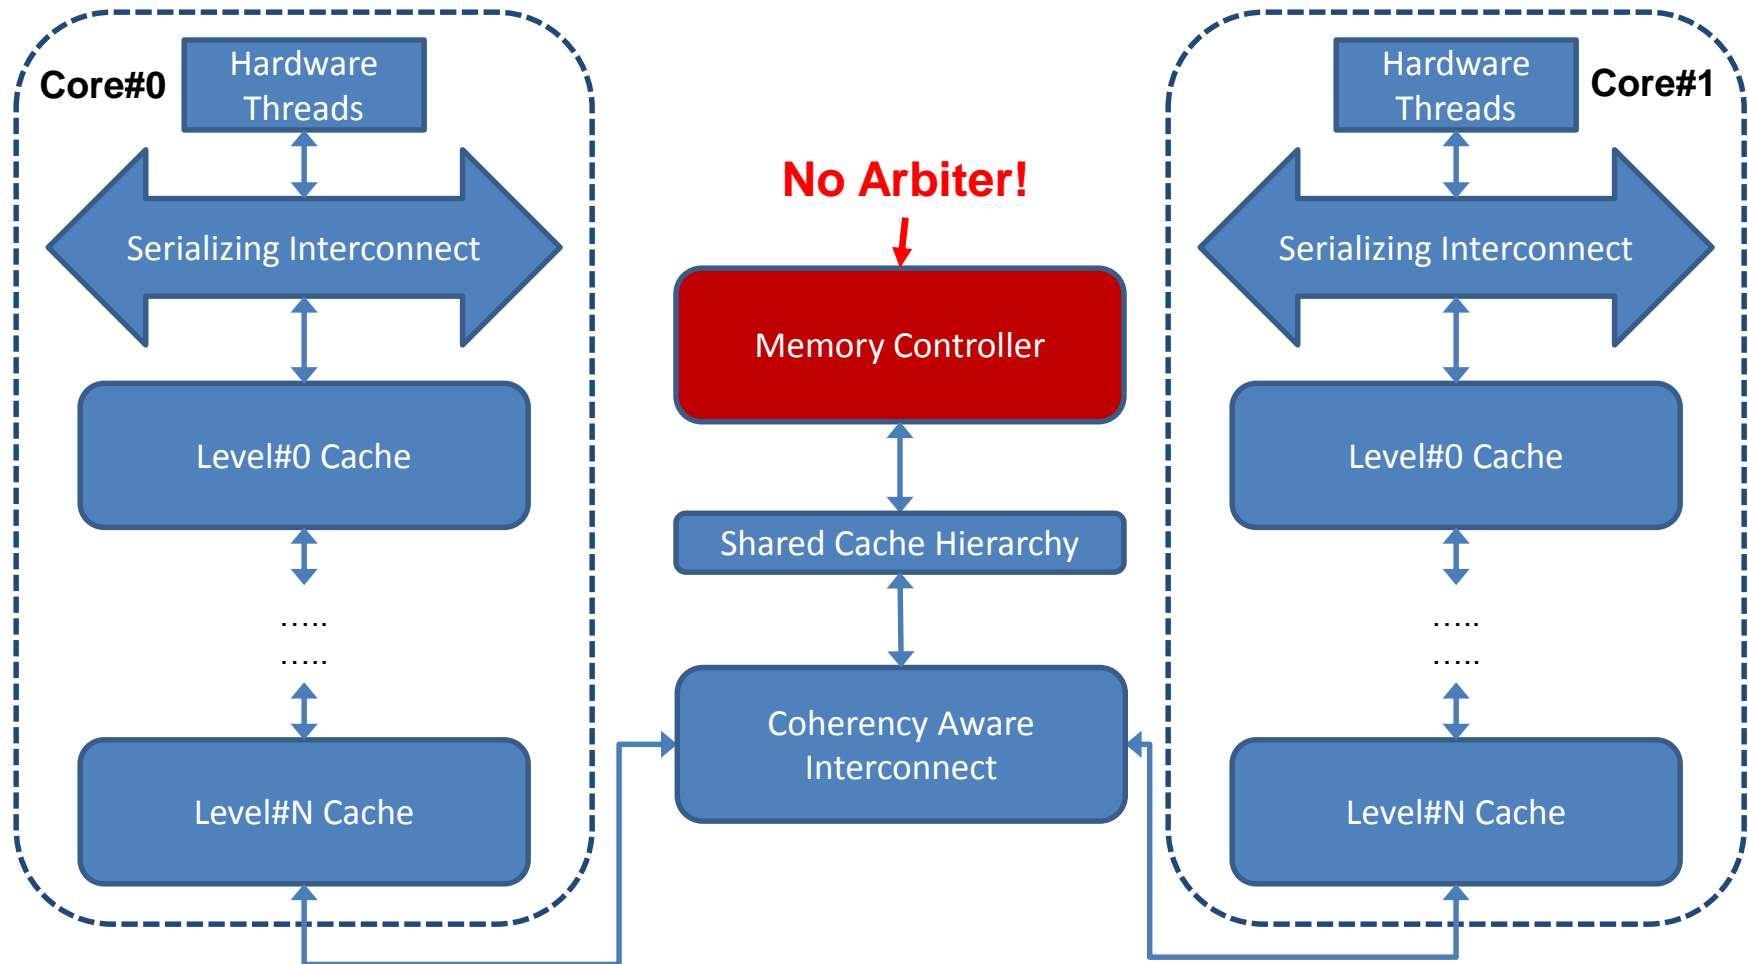 Core#0
Hardware
Threads
Serializing Interconnect
Level#0 Cache
.....
.....
Level#N Cache
No Arbiter!
Memory Controller
Shared Cache Hierarchy
Coherency Aware
Interconnect
Hardware
Threads
Core#1
Serializing Interconnect
Level#0 Cache
.....
.....
Level#N Cache